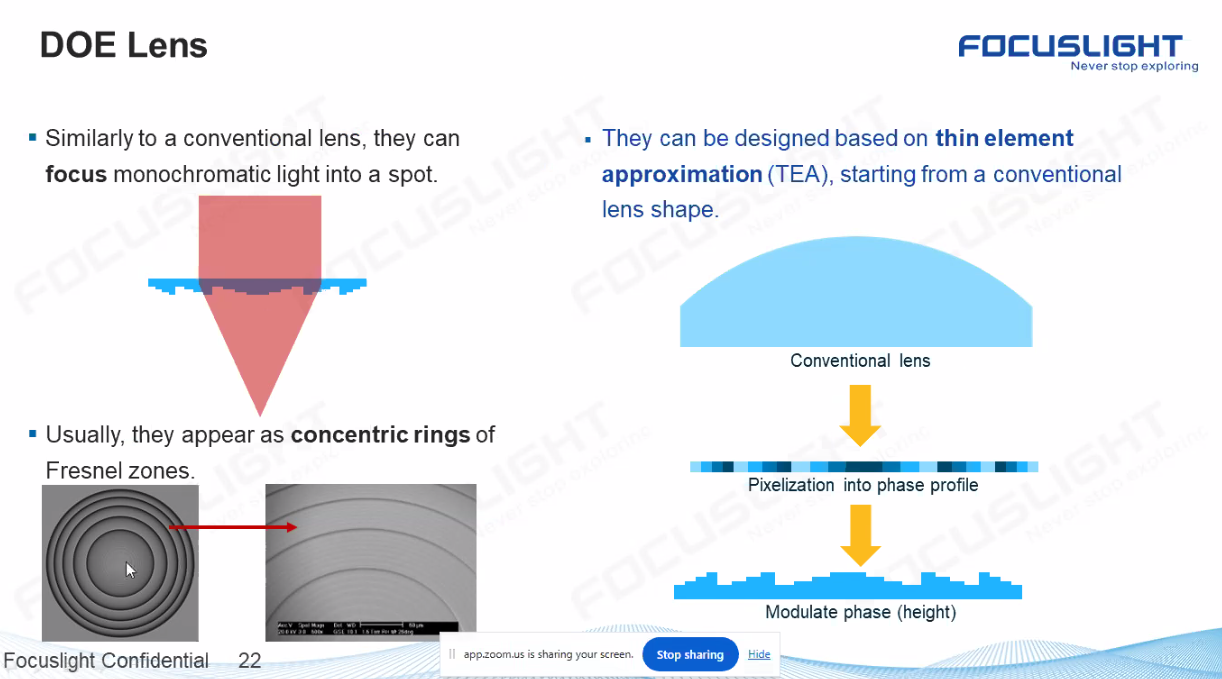 DOE Lens
FOCUSLIGHT
Never stop exploring
▪ Similarly to a conventional lens, they can
focus monochromatic light into a spot.
▪ Usually, they appear as concentric rings of
Fresnel zones.
▪ They can be designed based on thin element
approximation (TEA), starting from a conventional
lens shape.
Conventional lens
Pixelization into phase profile
Modulate phase (height)
Focuslight Confidential 22
app.zoom.us is sharing your screen. Stop sharing Hide